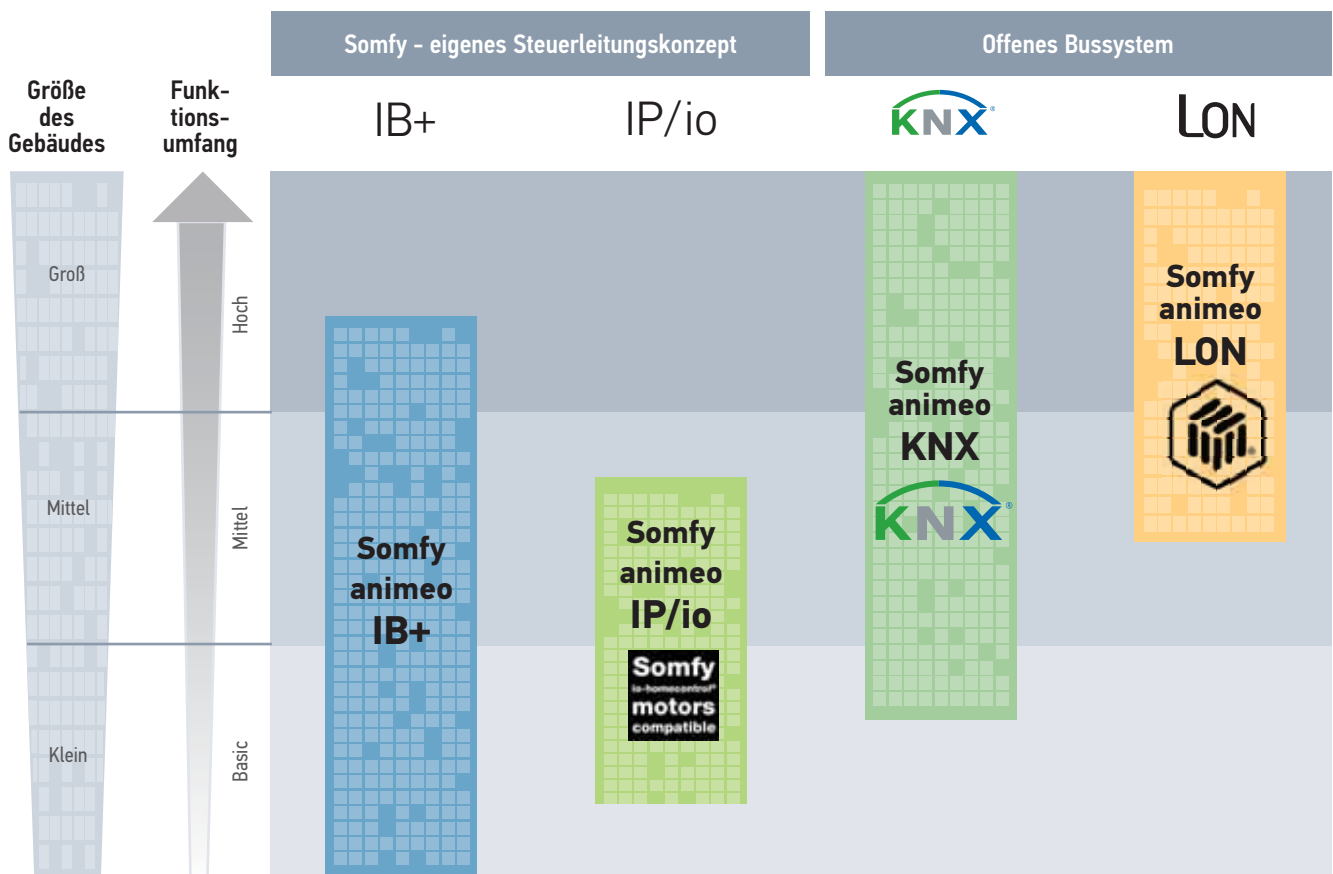 Somfy - eigenes Steuerleitungskonzept
Offenes Bussystem
Größe
des
Gebäudes
Funk-
tions-
umfang
IB+
IP/io
KNX®
LON
Groß
Mittel
Klein
Hoch
Mittel
Basic
Somfy
animeo
IB+
Somfy
animeo
IP/io
Somfy
io-homecontrol®
motors
compatible
Somfy
animeo
KNX
KNX®
Somfy
animeo
LON